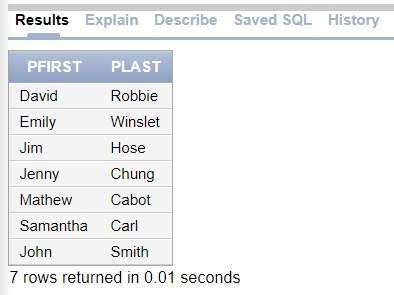 Results Explain Describe Saved SQL History
PFIRST PLAST
David Robbie
Emily Winslet
Jim Hose
Jenny Chung
Mathew Cabot
Samantha Carl
John Smith
7 rows returned in 0.01 seconds